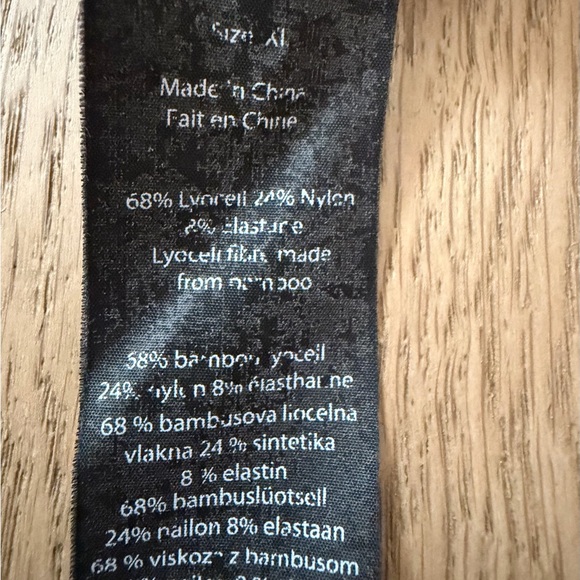 Size XL
Made in China
Fait en Chine
68% Lyocell 24% Nylon
8% Elastane
Lyocell fibre made
from bamboo
68% bamboo lyocell
24% nylon 8% élasthanne
68 % bambusova liocelna
vlakna 24 % sintetika
8 % elastin
68% bambuslüotsell
24% nailon 8% elastaan
68 % viskoz z bambusom